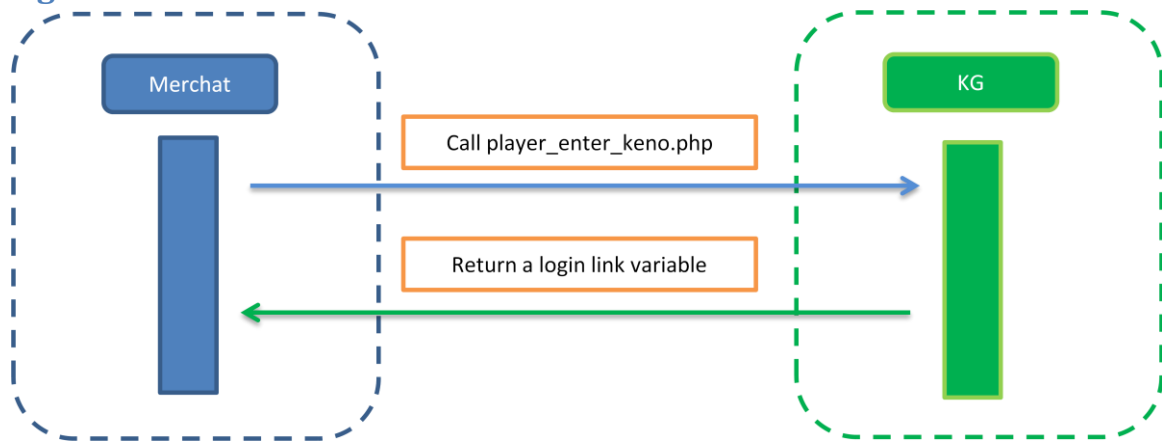 Merchat
KG
Call player_enter_keno.php
Return a login link variable